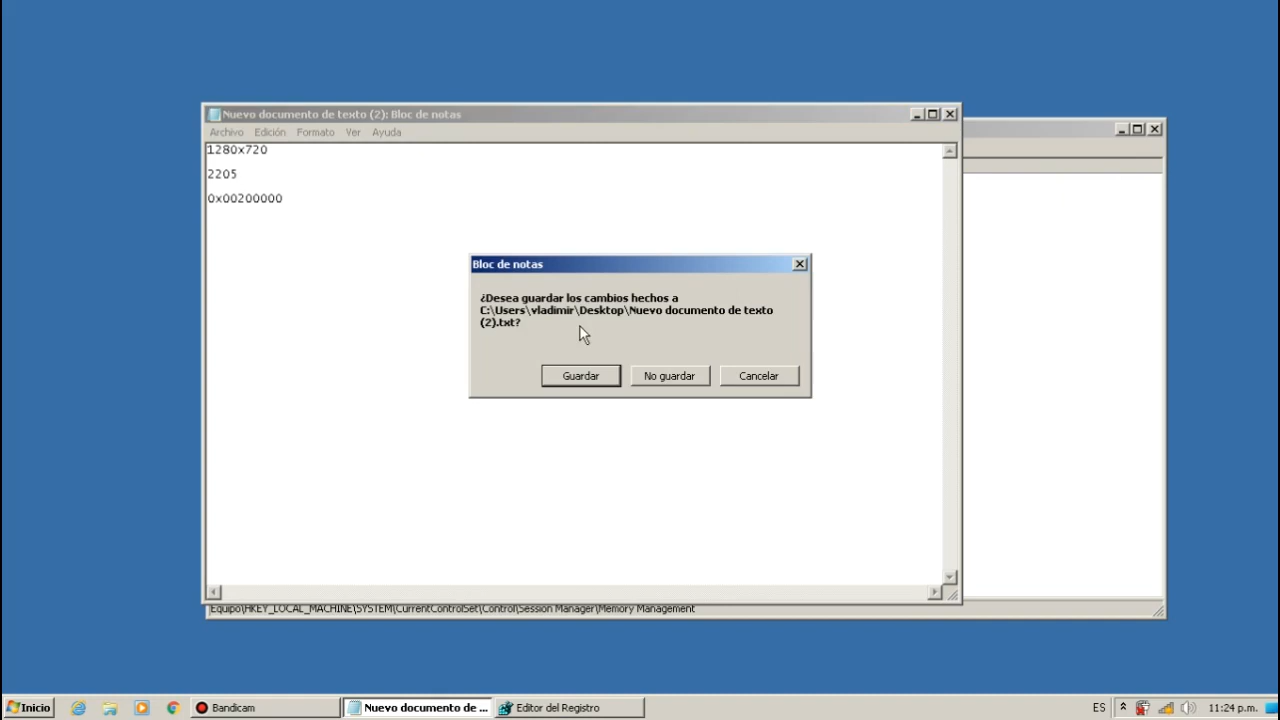 Nuevo documento de texto (2): Bloc de notas
Archivo Edición Formato Ver Ayuda
1280x720
2205
0x00200000
Bloc de notas
¿Desea guardar los cambios hechos a
C:\Users\vladimir\Desktop\Nuevo documento de texto
(2).txt?
Guardar No guardar Cancelar
Equipo\HKEY_LOCAL_MACHINE\SYSTEM\CurrentControlSet\Control\Session Manager\Memory Management
Inicio Bandicam Nuevo documento de ... Editor del Registro ES 11:24 p.m.